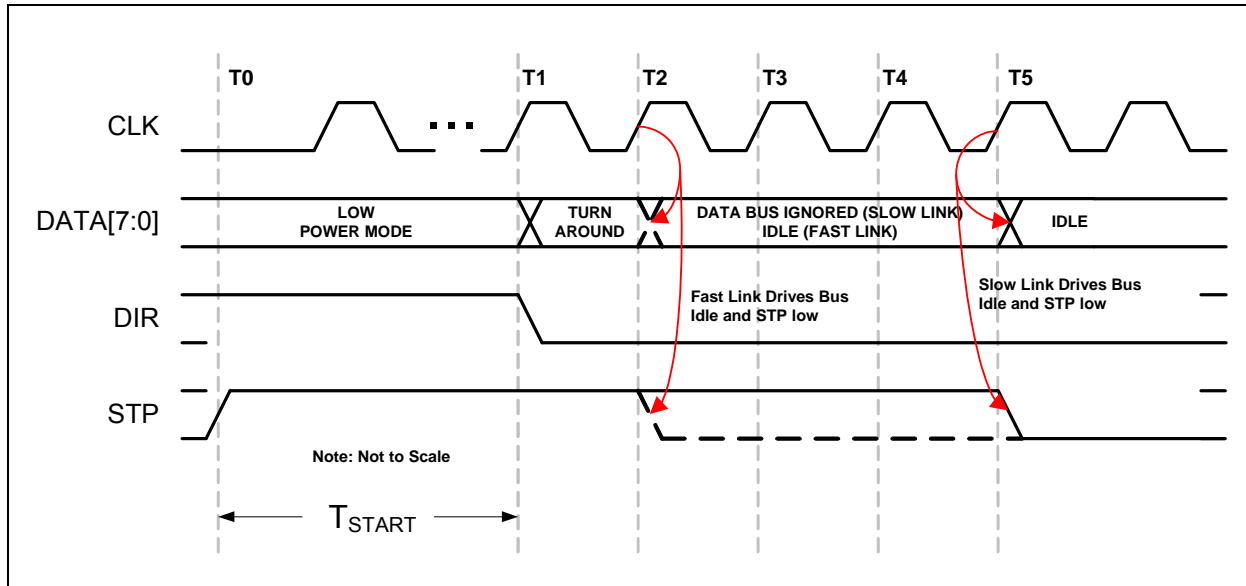 T0
T1
T2
T3
T4
T5
CLK
DATA[7:0]
LOW
POWER MODE
TURN
AROUND
DATA BUS IGNORED (SLOW LINK)
IDLE (FAST LINK)
IDLE
DIR
Fast Link Drives Bus
Idle and STP low
Slow Link Drives Bus
Idle and STP low
STP
Note: Not to Scale
TSTART